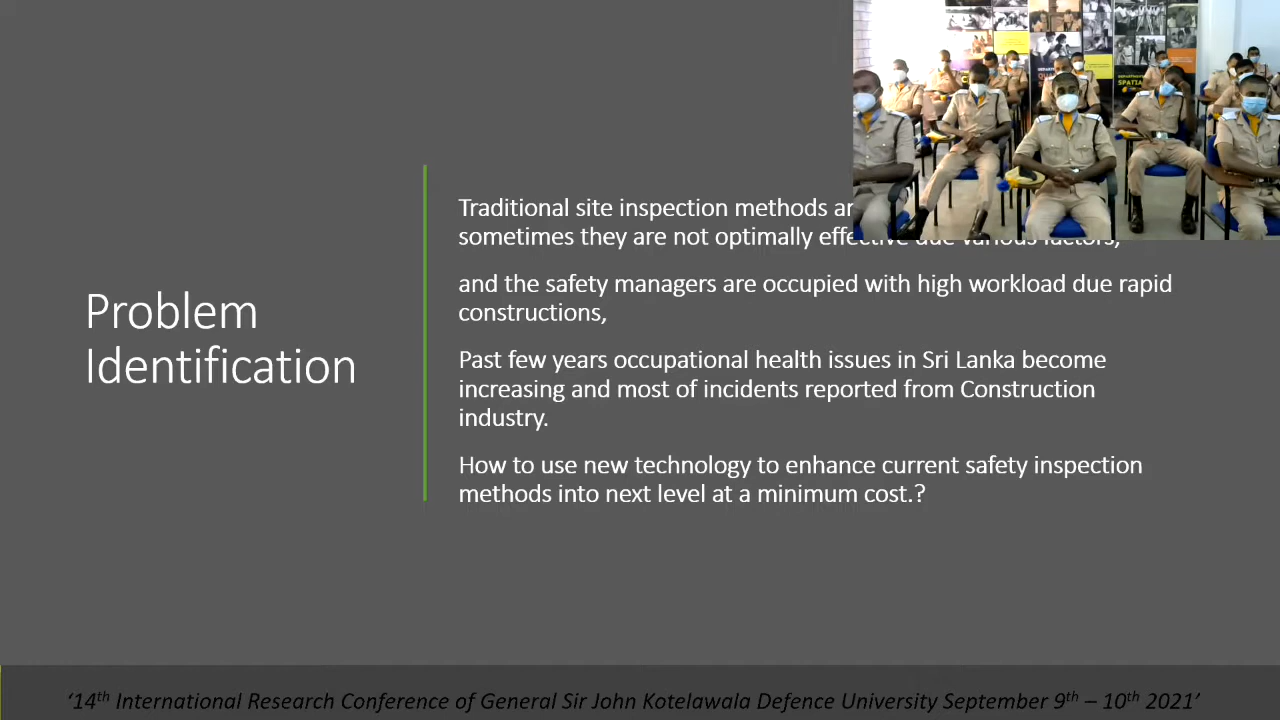 Problem
Identification
Traditional site inspection methods
sometimes they are not optimally effective due various factors,
and the safety managers are occupied with high workload due rapid
constructions,
Past few years occupational health issues in Sri Lanka become
increasing and most of incidents reported from Construction
industry.
How to use new technology to enhance current safety inspection
methods into next level at a minimum cost.?
‘14th International Research Conference of General Sir John Kotelawala Defence University September 9th – 10th 2021’